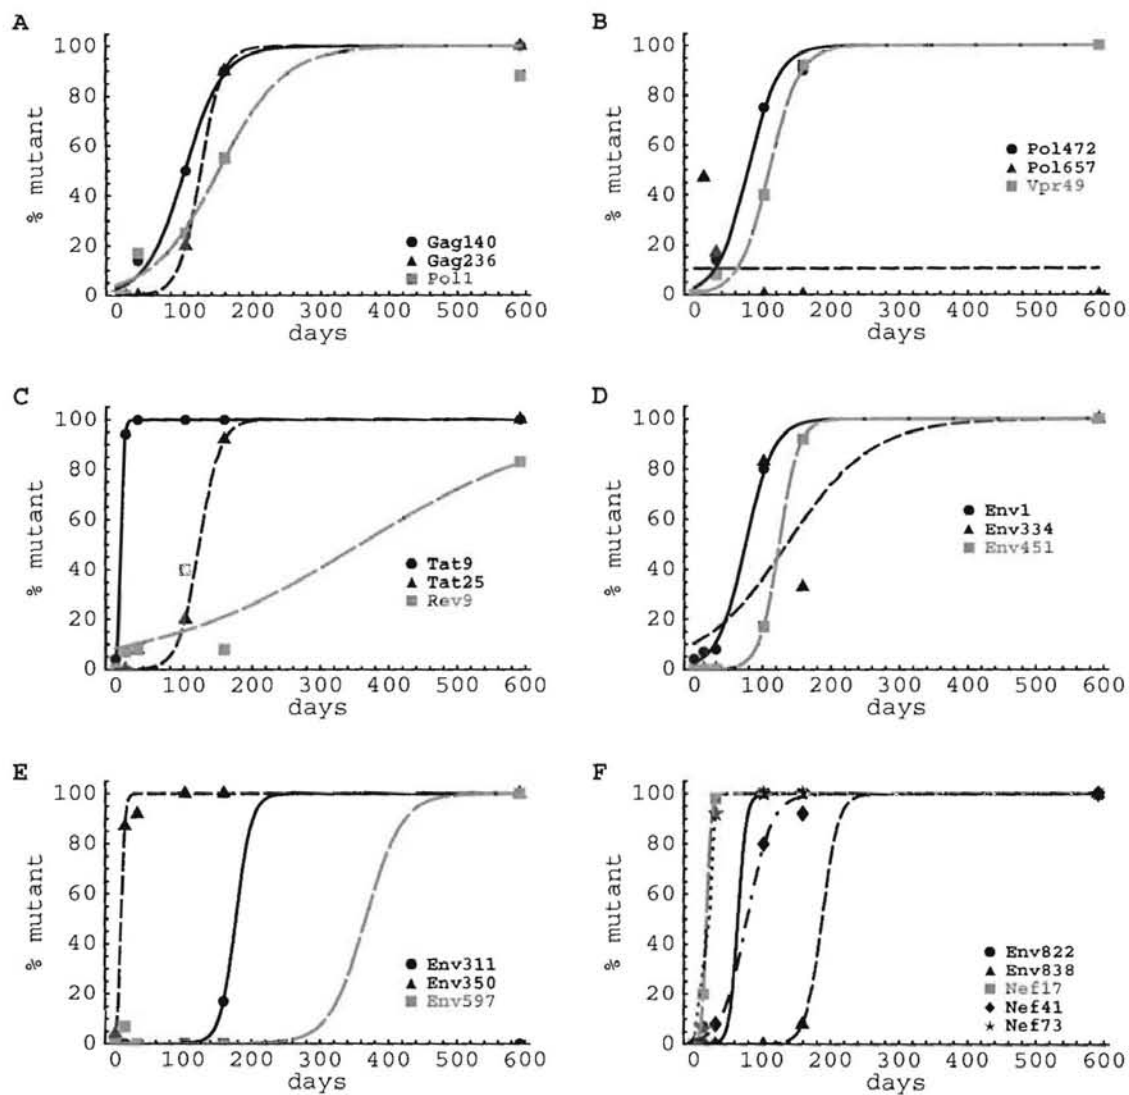 A
% mutant
100
80
60
40
20
0
Gag140
Gag236
Pol1
0 100 200 300 400 500 600
days
B
% mutant
100
80
60
40
20
0
Pol472
Pol657
Vpr49
0 100 200 300 400 500 600
days
C
% mutant
100
80
60
40
20
0
Tat9
Tat25
Rev9
0 100 200 300 400 500 600
days
D
% mutant
100
80
60
40
20
0
Env1
Env334
Env451
0 100 200 300 400 500 600
days
E
% mutant
100
80
60
40
20
0
Env311
Env350
Env597
0 100 200 300 400 500 600
days
F
% mutant
100
80
60
40
20
0
Env822
Env838
Nef17
Nef41
Nef73
0 100 200 300 400 500 600
days